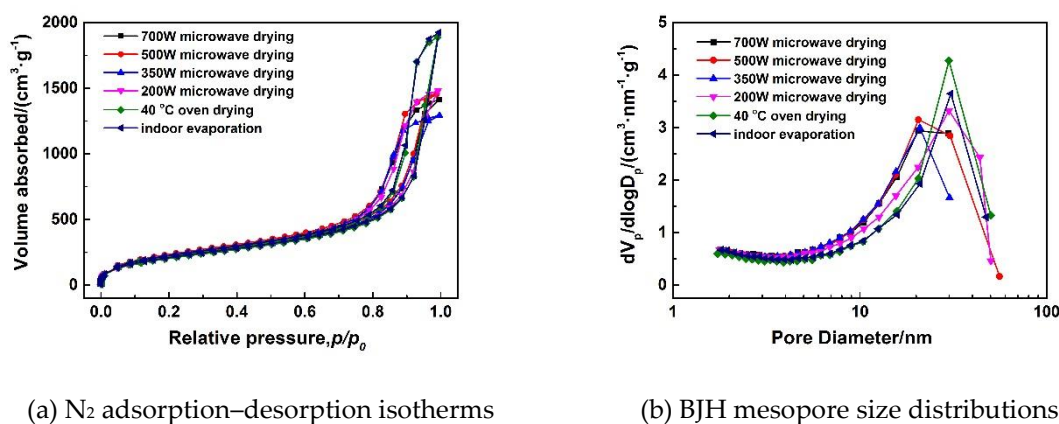 2000
1500
1000
500
0
Volume absorbed/(cm³·g⁻¹)
700W microwave drying
500W microwave drying
350W microwave drying
200W microwave drying
40 °C oven drying
indoor evaporation
0.0 0.2 0.4 0.6 0.8 1.0
Relative pressure,p/p₀
(a) N₂ adsorption–desorption isotherms
5
4
3
2
1
0
dVₚ/dlogDₚ/(cm³·nm⁻¹·g⁻¹)
700W microwave drying
500W microwave drying
350W microwave drying
200W microwave drying
40 °C oven drying
indoor evaporation
1 10 100
Pore Diameter/nm
(b) BJH mesopore size distributions